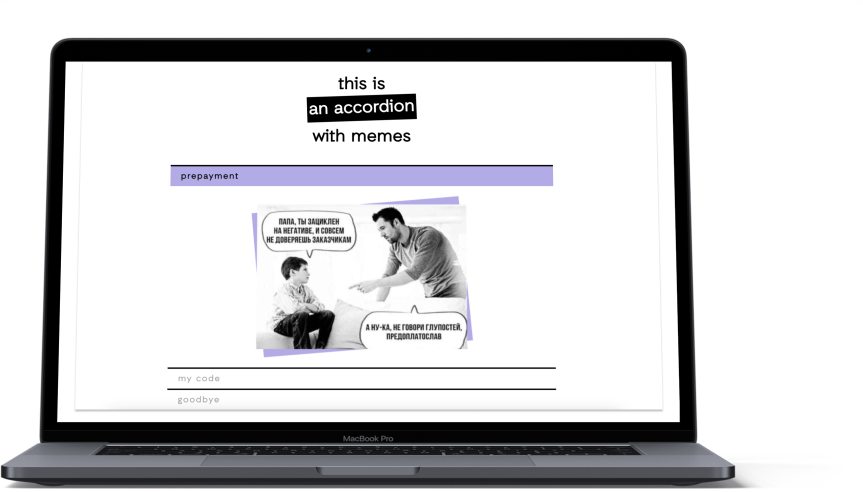 this is
an accordion
with memes
prepayment
ПАПА, ТЫ ЗАЦИКЛЕН
НА НЕГАТИВЕ, И СОВСЕМ
НЕ ДОВЕРЯЕШЬ ЗАКАЗЧИКАМ
А НУ-КА, НЕ ГОВОРИ ГЛУПОСТЕЙ,
ПРЕДОПЛАТОСЛАВ
my code
goodbye
MacBook Pro